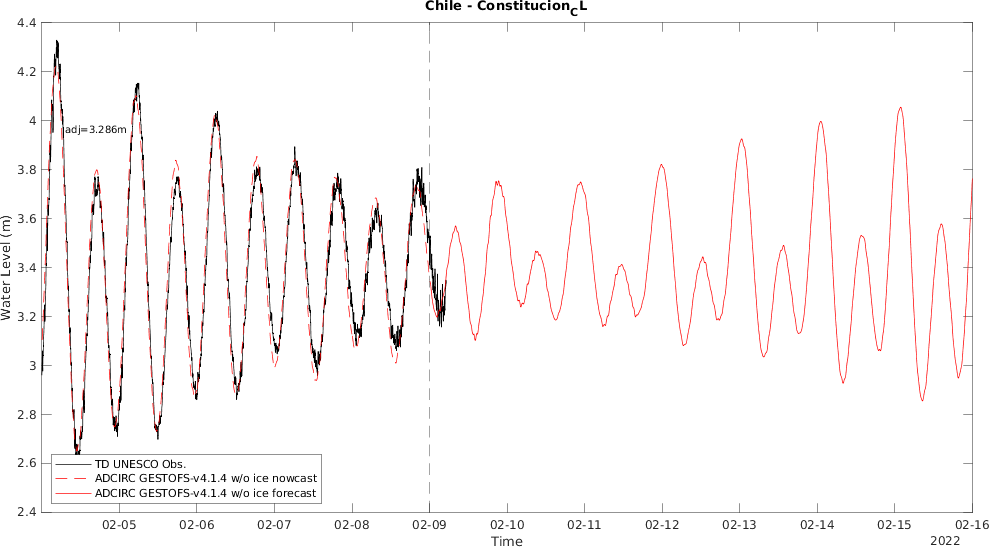 Chile - Constitucion_CL
4.4
4.2
4
3.8
3.6
3.4
3.2
3
2.8
2.6
2.4
Water Level (m)
adj=3.286m
TD UNESCO Obs.
ADCIRC GESTOFS-v4.1.4 w/o ice nowcast
ADCIRC GESTOFS-v4.1.4 w/o ice forecast
02-05 02-06 02-07 02-08 02-09 02-10 02-11 02-12 02-13 02-14 02-15 02-16
Time
2022